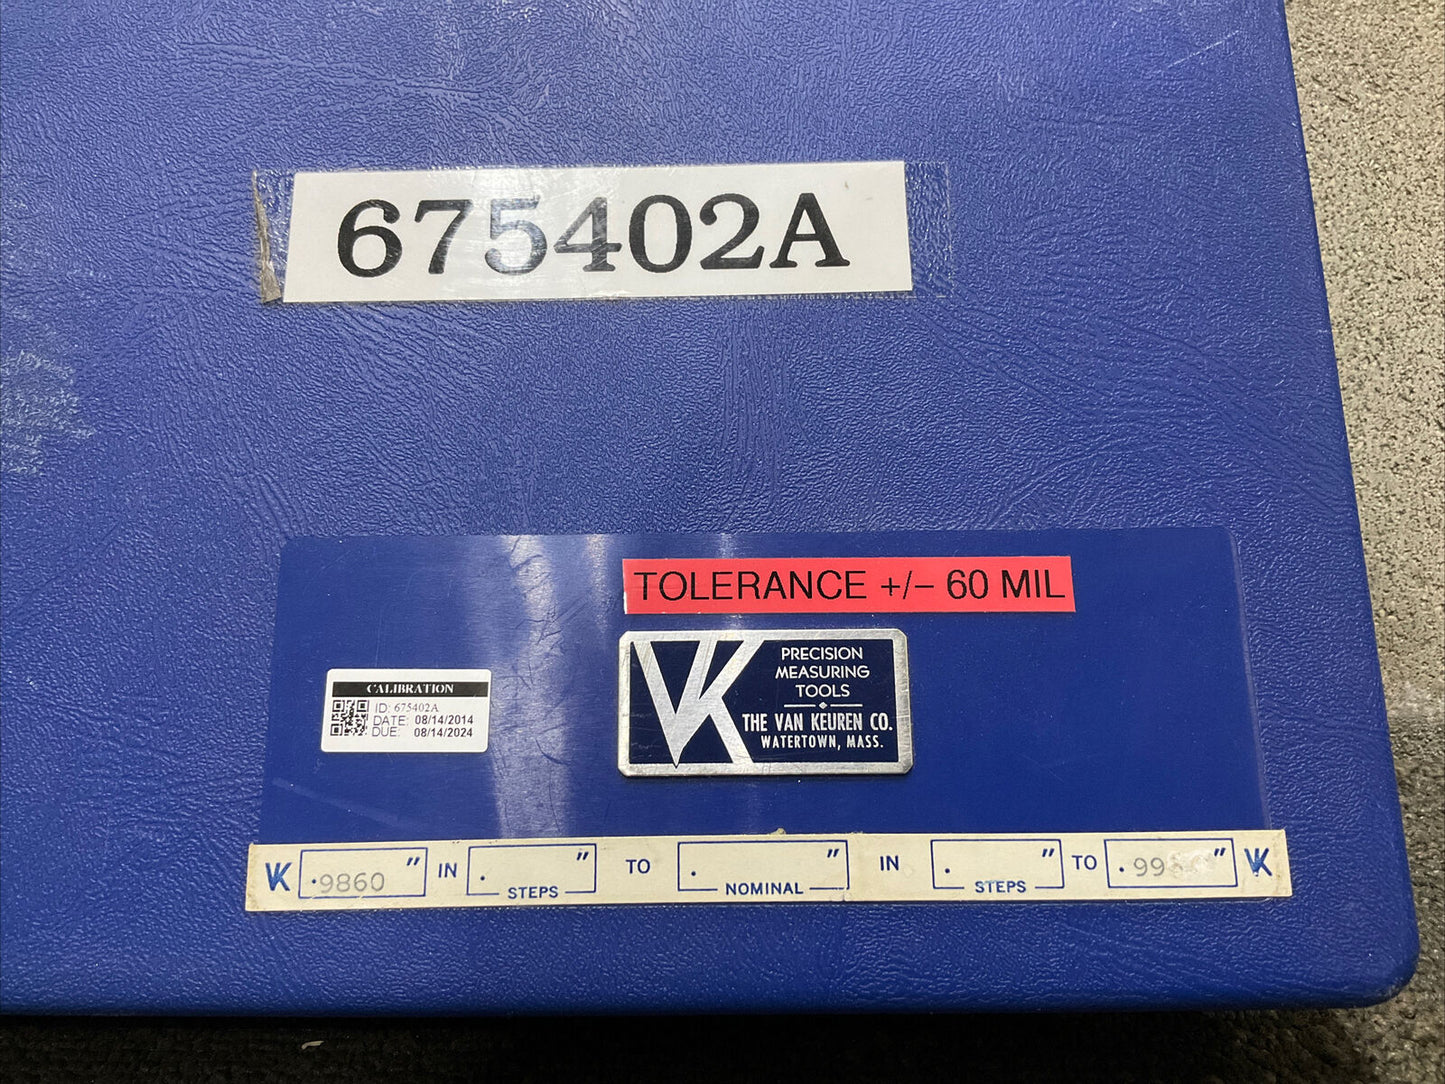 675402A
TOLERANCE +/- 60 MIL
VK
PRECISION
MEASURING
TOOLS
THE VAN KEUREN CO.
WATERTOWN, MASS.
CALIBRATION
ID: 675402A
DATE: 08/14/2014
DUE: 08/14/2024
VK .9860 " IN . " STEPS TO . " NOMINAL IN . " STEPS TO " VK